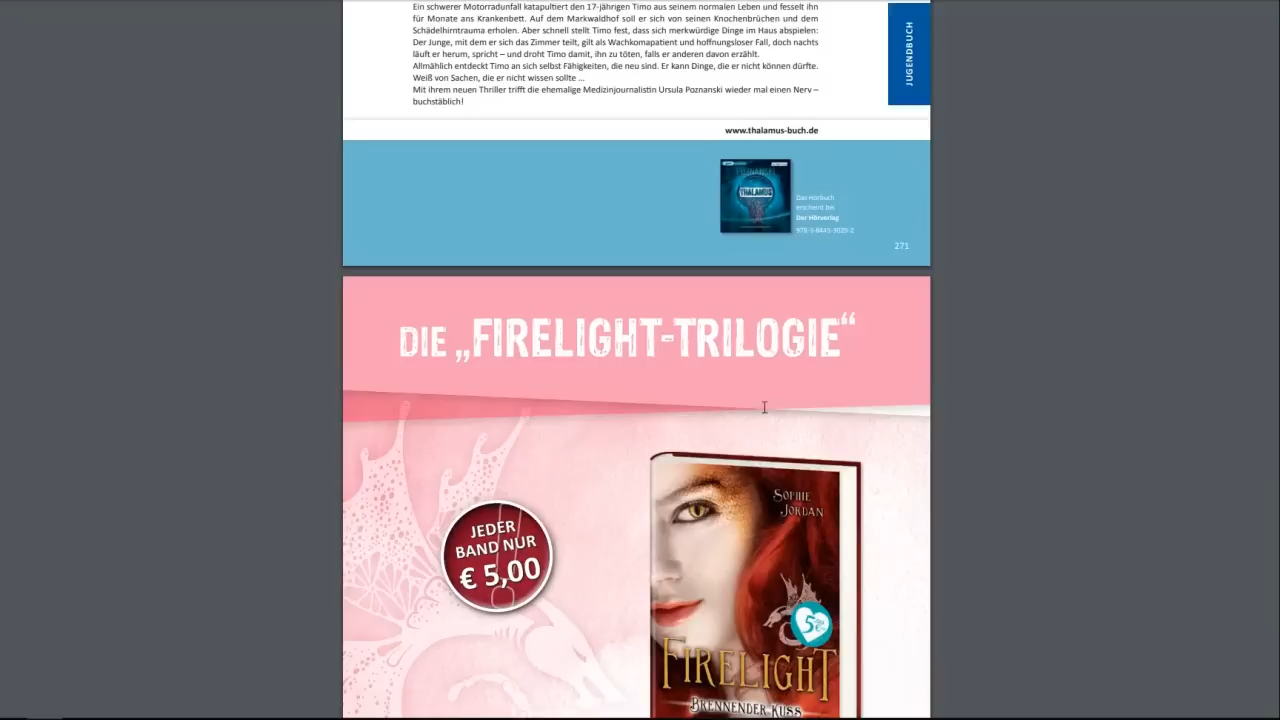 Ein schwerer Motorradunfall katapultiert den 17-jährigen Timo aus seinem normalen Leben und fesselt ihn
für Monate ans Krankenbett. Auf dem Markwaldhof soll er sich von seinen Knochenbrüchen und dem
Schädelhirntrauma erholen. Aber schnell stellt Timo fest, dass sich merkwürdige Dinge im Haus abspielen:
Der Junge, mit dem er sich das Zimmer teilt, gilt als Wachkomapatient und hoffnungsloser Fall, doch nachts
läuft er herum, spricht – und droht Timo damit, ihn zu töten, falls er anderen davon erzählt.
Allmählich entdeckt Timo an sich selbst Fähigkeiten, die neu sind. Er kann Dinge, die er nicht können dürfte.
Weiß von Sachen, die er nicht wissen sollte ...
Mit ihrem neuen Thriller trifft die ehemalige Medizinjournalistin Ursula Poznanski wieder mal einen Nerv –
buchstäblich!
JUGENDBUCH
www.thalamus-buch.de
POZNANSKI
THALAMUS
Das Hörbuch
erscheint bei
Der Hörverlag
978-3-8445-3029-2
271
DIE „FIRELIGHT-TRILOGIE“
JEDER
BAND NUR
€ 5,00
SOPHIE
JORDAN
5
€
FIRELIGHT
BRENNENDER KUSS